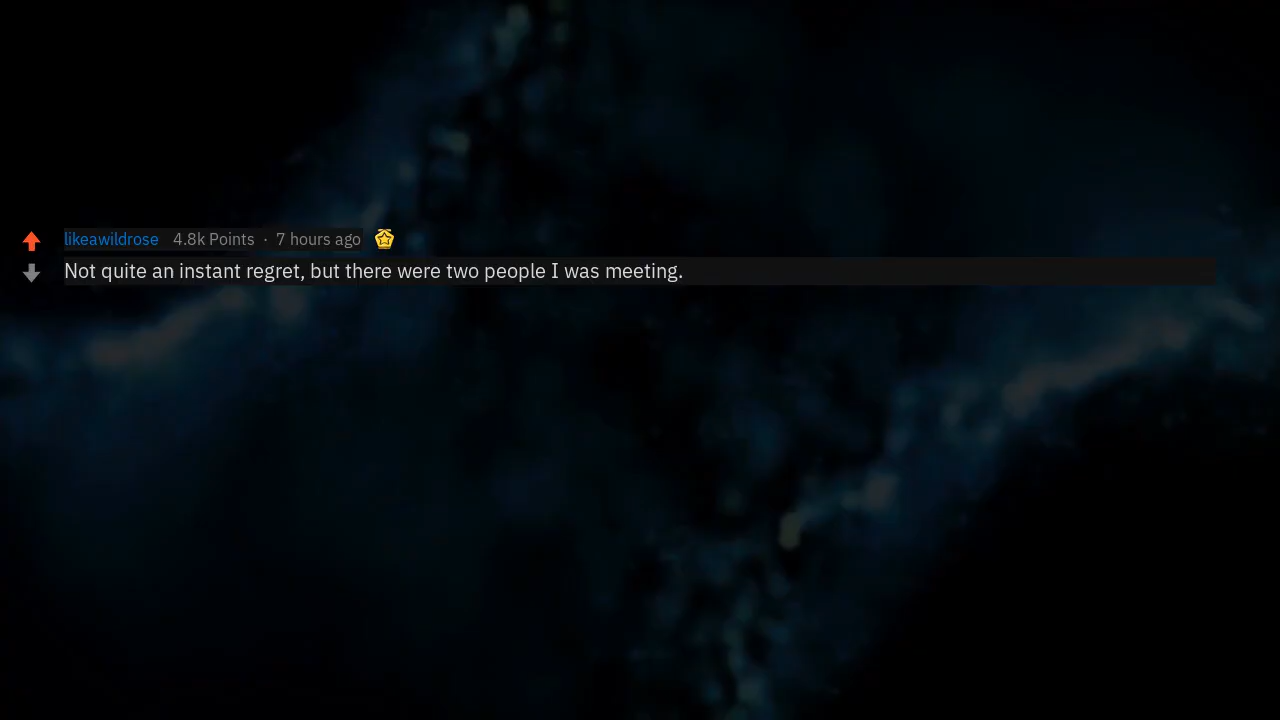 likeawildrose 4.8k Points · 7 hours ago
Not quite an instant regret, but there were two people I was meeting.